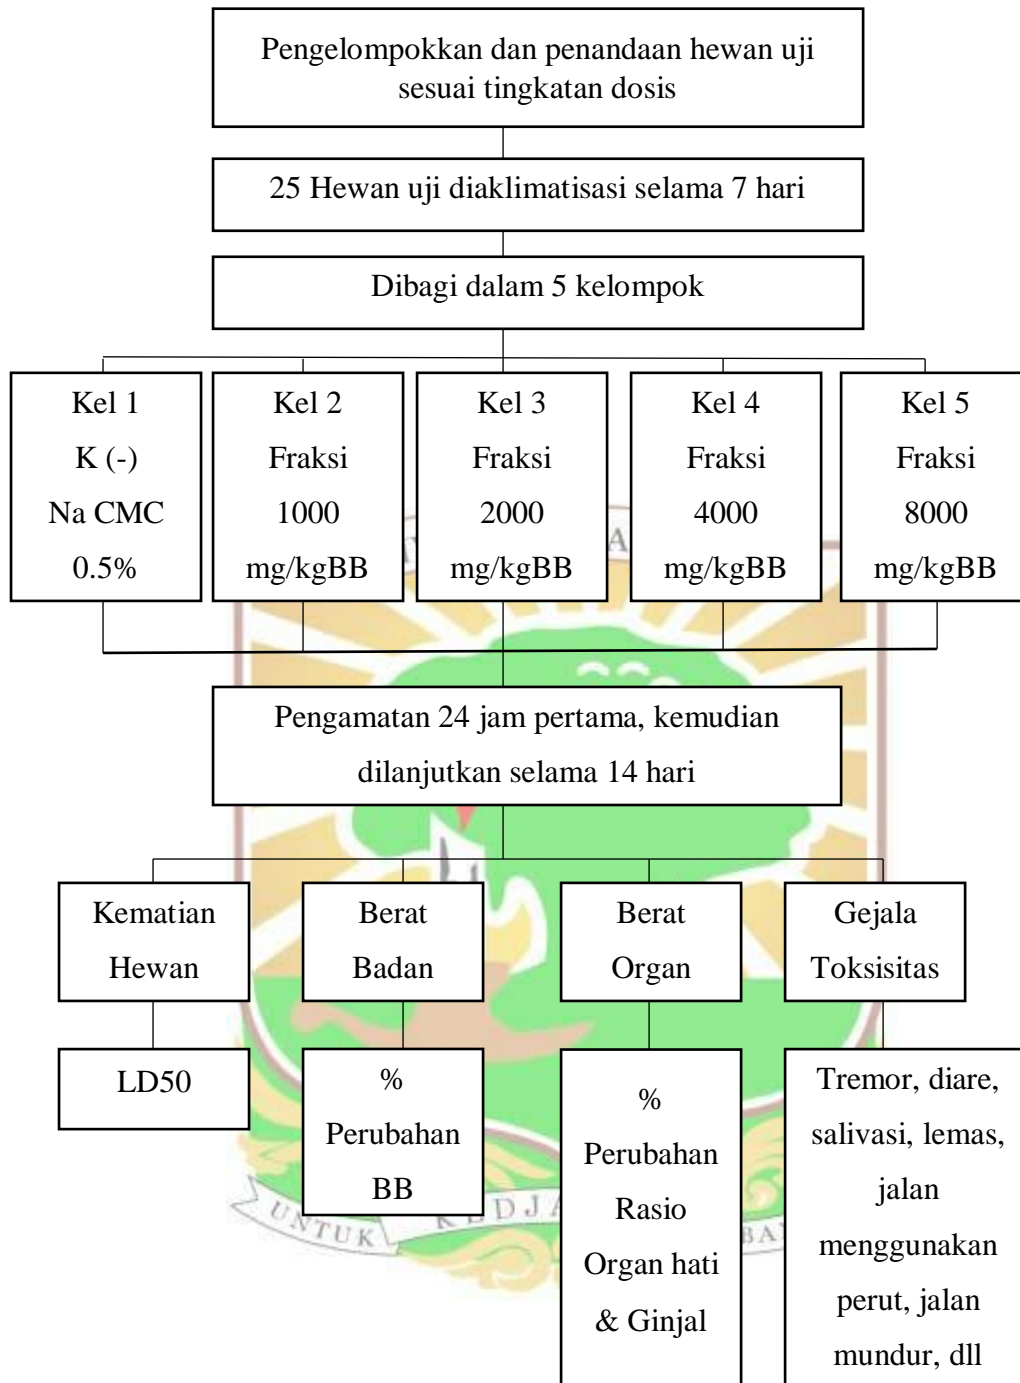 Pengelompokkan dan penandaan hewan uji
sesuai tingkatan dosis
25 Hewan uji diaklimatisasi selama 7 hari
Dibagi dalam 5 kelompok
Kel 1
K (-)
Na CMC
0.5%
Kel 2
Fraksi
1000
mg/kgBB
Kel 3
Fraksi
2000
mg/kgBB
Kel 4
Fraksi
4000
mg/kgBB
Kel 5
Fraksi
8000
mg/kgBB
Pengamatan 24 jam pertama, kemudian
dilanjutkan selama 14 hari
Kematian
Hewan
Berat
Badan
Berat
Organ
Gejala
Toksisitas
LD50
%
Perubahan
BB
%
Perubahan
Rasio
Organ hati
& Ginjal
Tremor, diare,
salivasi, lemas,
jalan
menggunakan
perut, jalan
mundur, dll
UNTUK